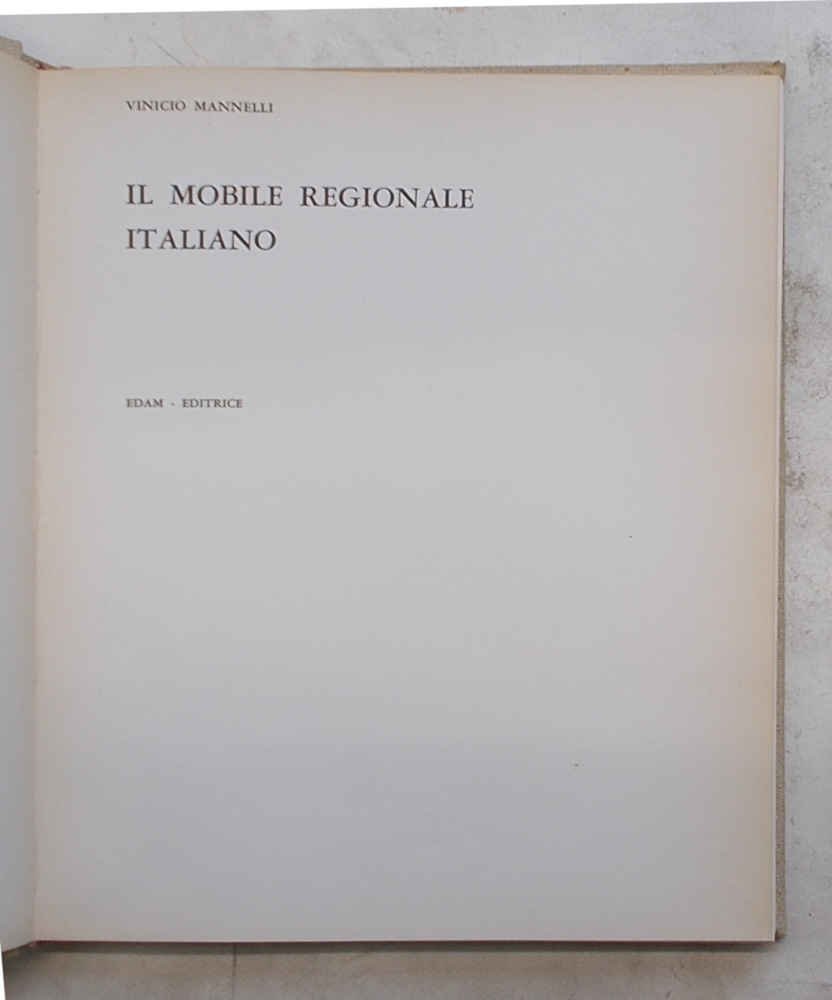 VINICIO MANNELLI
IL MOBILE REGIONALE
ITALIANO
EDAM - EDITRICE